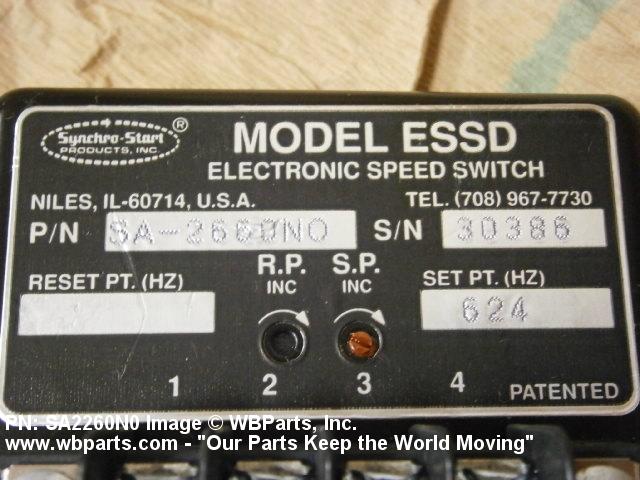 Synchro-Start ®
PRODUCTS, INC.
MODEL ESSD
ELECTRONIC SPEED SWITCH
NILES, IL-60714, U.S.A. TEL. (708) 967-7730
P/N SA-2660NO S/N 30386
R.P. S.P.
RESET PT. (HZ) INC INC SET PT. (HZ)
624
1 2 3 4
PATENTED
PN: SA2260N0 Image © WBParts, Inc.
www.wbparts.com - "Our Parts Keep the World Moving"